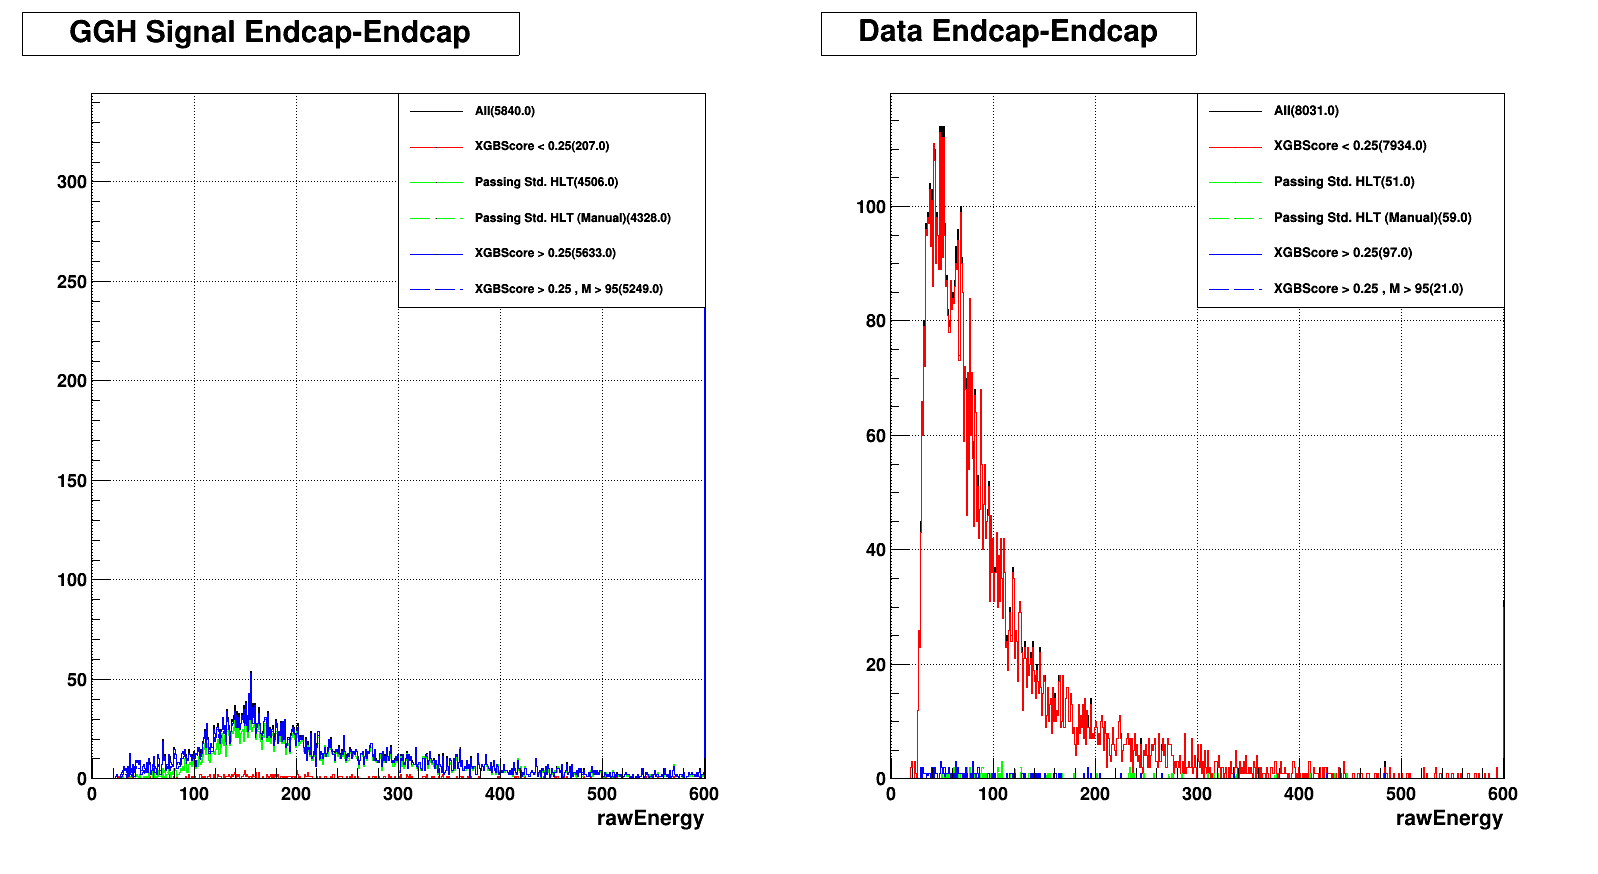 GGH Signal Endcap-Endcap
All(5840.0)
XGBScore < 0.25(207.0)
Passing Std. HLT(4506.0)
Passing Std. HLT (Manual)(4328.0)
XGBScore > 0.25(5633.0)
XGBScore > 0.25 , M > 95(5249.0)
300
250
200
150
100
50
0
0 100 200 300 400 500 600
rawEnergy
Data Endcap-Endcap
All(8031.0)
XGBScore < 0.25(7934.0)
Passing Std. HLT(51.0)
Passing Std. HLT (Manual)(59.0)
XGBScore > 0.25(97.0)
XGBScore > 0.25 , M > 95(21.0)
100
80
60
40
20
0
0 100 200 300 400 500 600
rawEnergy